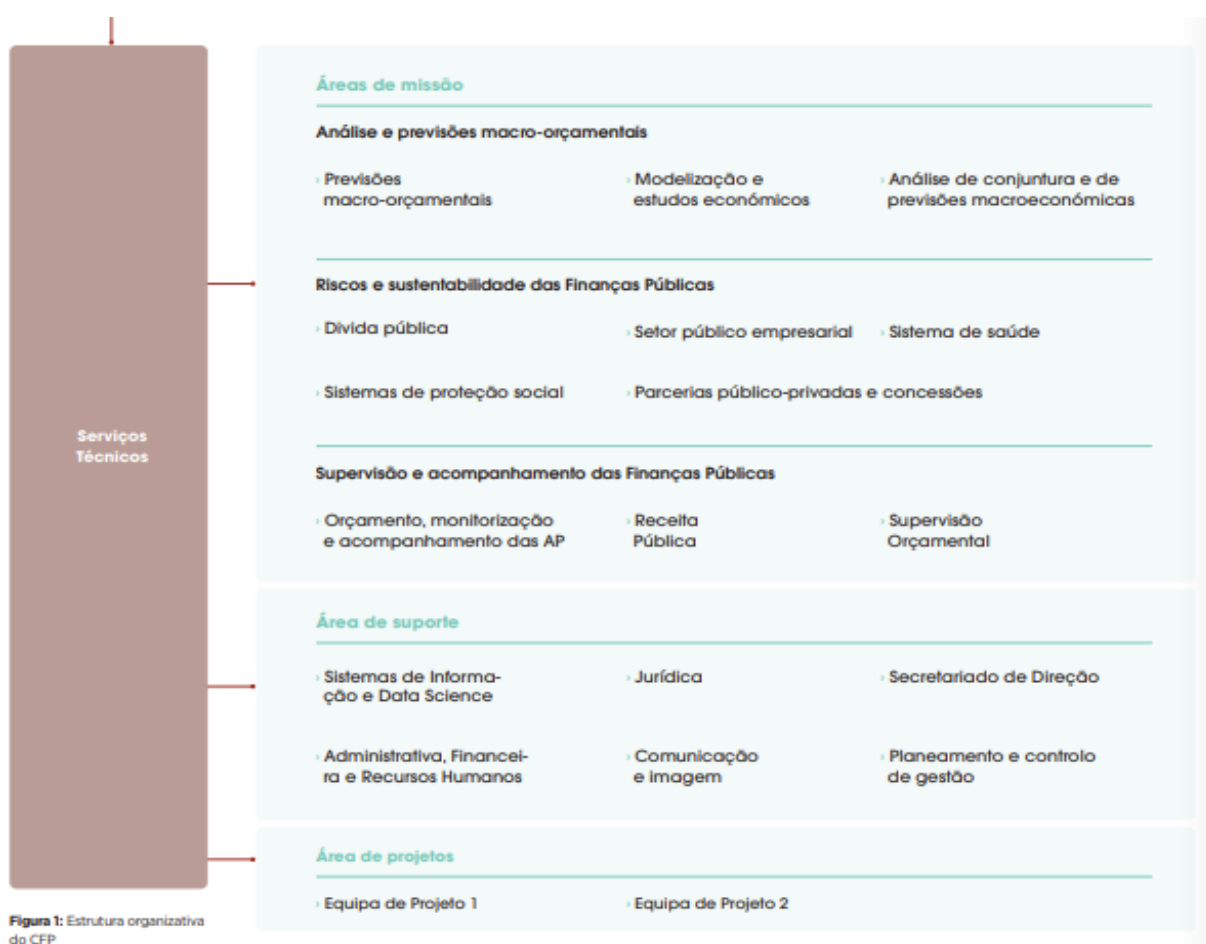 Áreas de missão
Análise e previsões macro-orçamentais
› Previsões
macro-orçamentais
› Modelização e
estudos económicos
› Análise de conjuntura e de
previsões macroeconómicas
Riscos e sustentabilidade das Finanças Públicas
› Dívida pública
› Setor público empresarial
› Sistema de saúde
› Sistemas de proteção social
› Parcerias público-privadas e concessões
Serviços
Técnicos
Supervisão e acompanhamento das Finanças Públicas
› Orçamento, monitorização
e acompanhamento das AP
› Receita
Pública
› Supervisão
Orçamental
Área de suporte
› Sistemas de Informa-
ção e Data Science
› Jurídica
› Secretariado de Direção
› Administrativa, Financei-
ra e Recursos Humanos
› Comunicação
e imagem
› Planeamento e controlo
de gestão
Área de projetos
› Equipa de Projeto 1
› Equipa de Projeto 2
Figura 1: Estrutura organizativa
do CFP